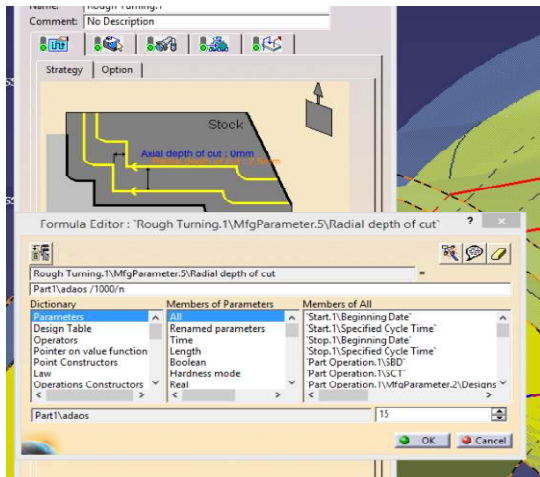 Name: Rough Turning.1
Comment: No Description
Strategy Option
Stock
Axial depth of cut : 0mm
Formula Editor : `Rough Turning.1\MfgParameter.5\Radial depth of cut` ? ×
Rough Turning.1\MfgParameter.5\Radial depth of cut =
Part1\adaos /1000/n
Dictionary Members of Parameters Members of All
Parameters All `Start.1\Beginning Date`
Design Table Renamed parameters `Start.1\Specified Cycle Time`
Operators Time `Stop.1\Beginning Date`
Pointer on value function Length `Stop.1\Specified Cycle Time`
Point Constructors Boolean `Part Operation.1\SBD`
Law Hardness mode `Part Operation.1\SCT`
Operations Constructors Real `Part Operation.1\MfgParameter.2\Designs
Part1\adaos 15
OK Cancel